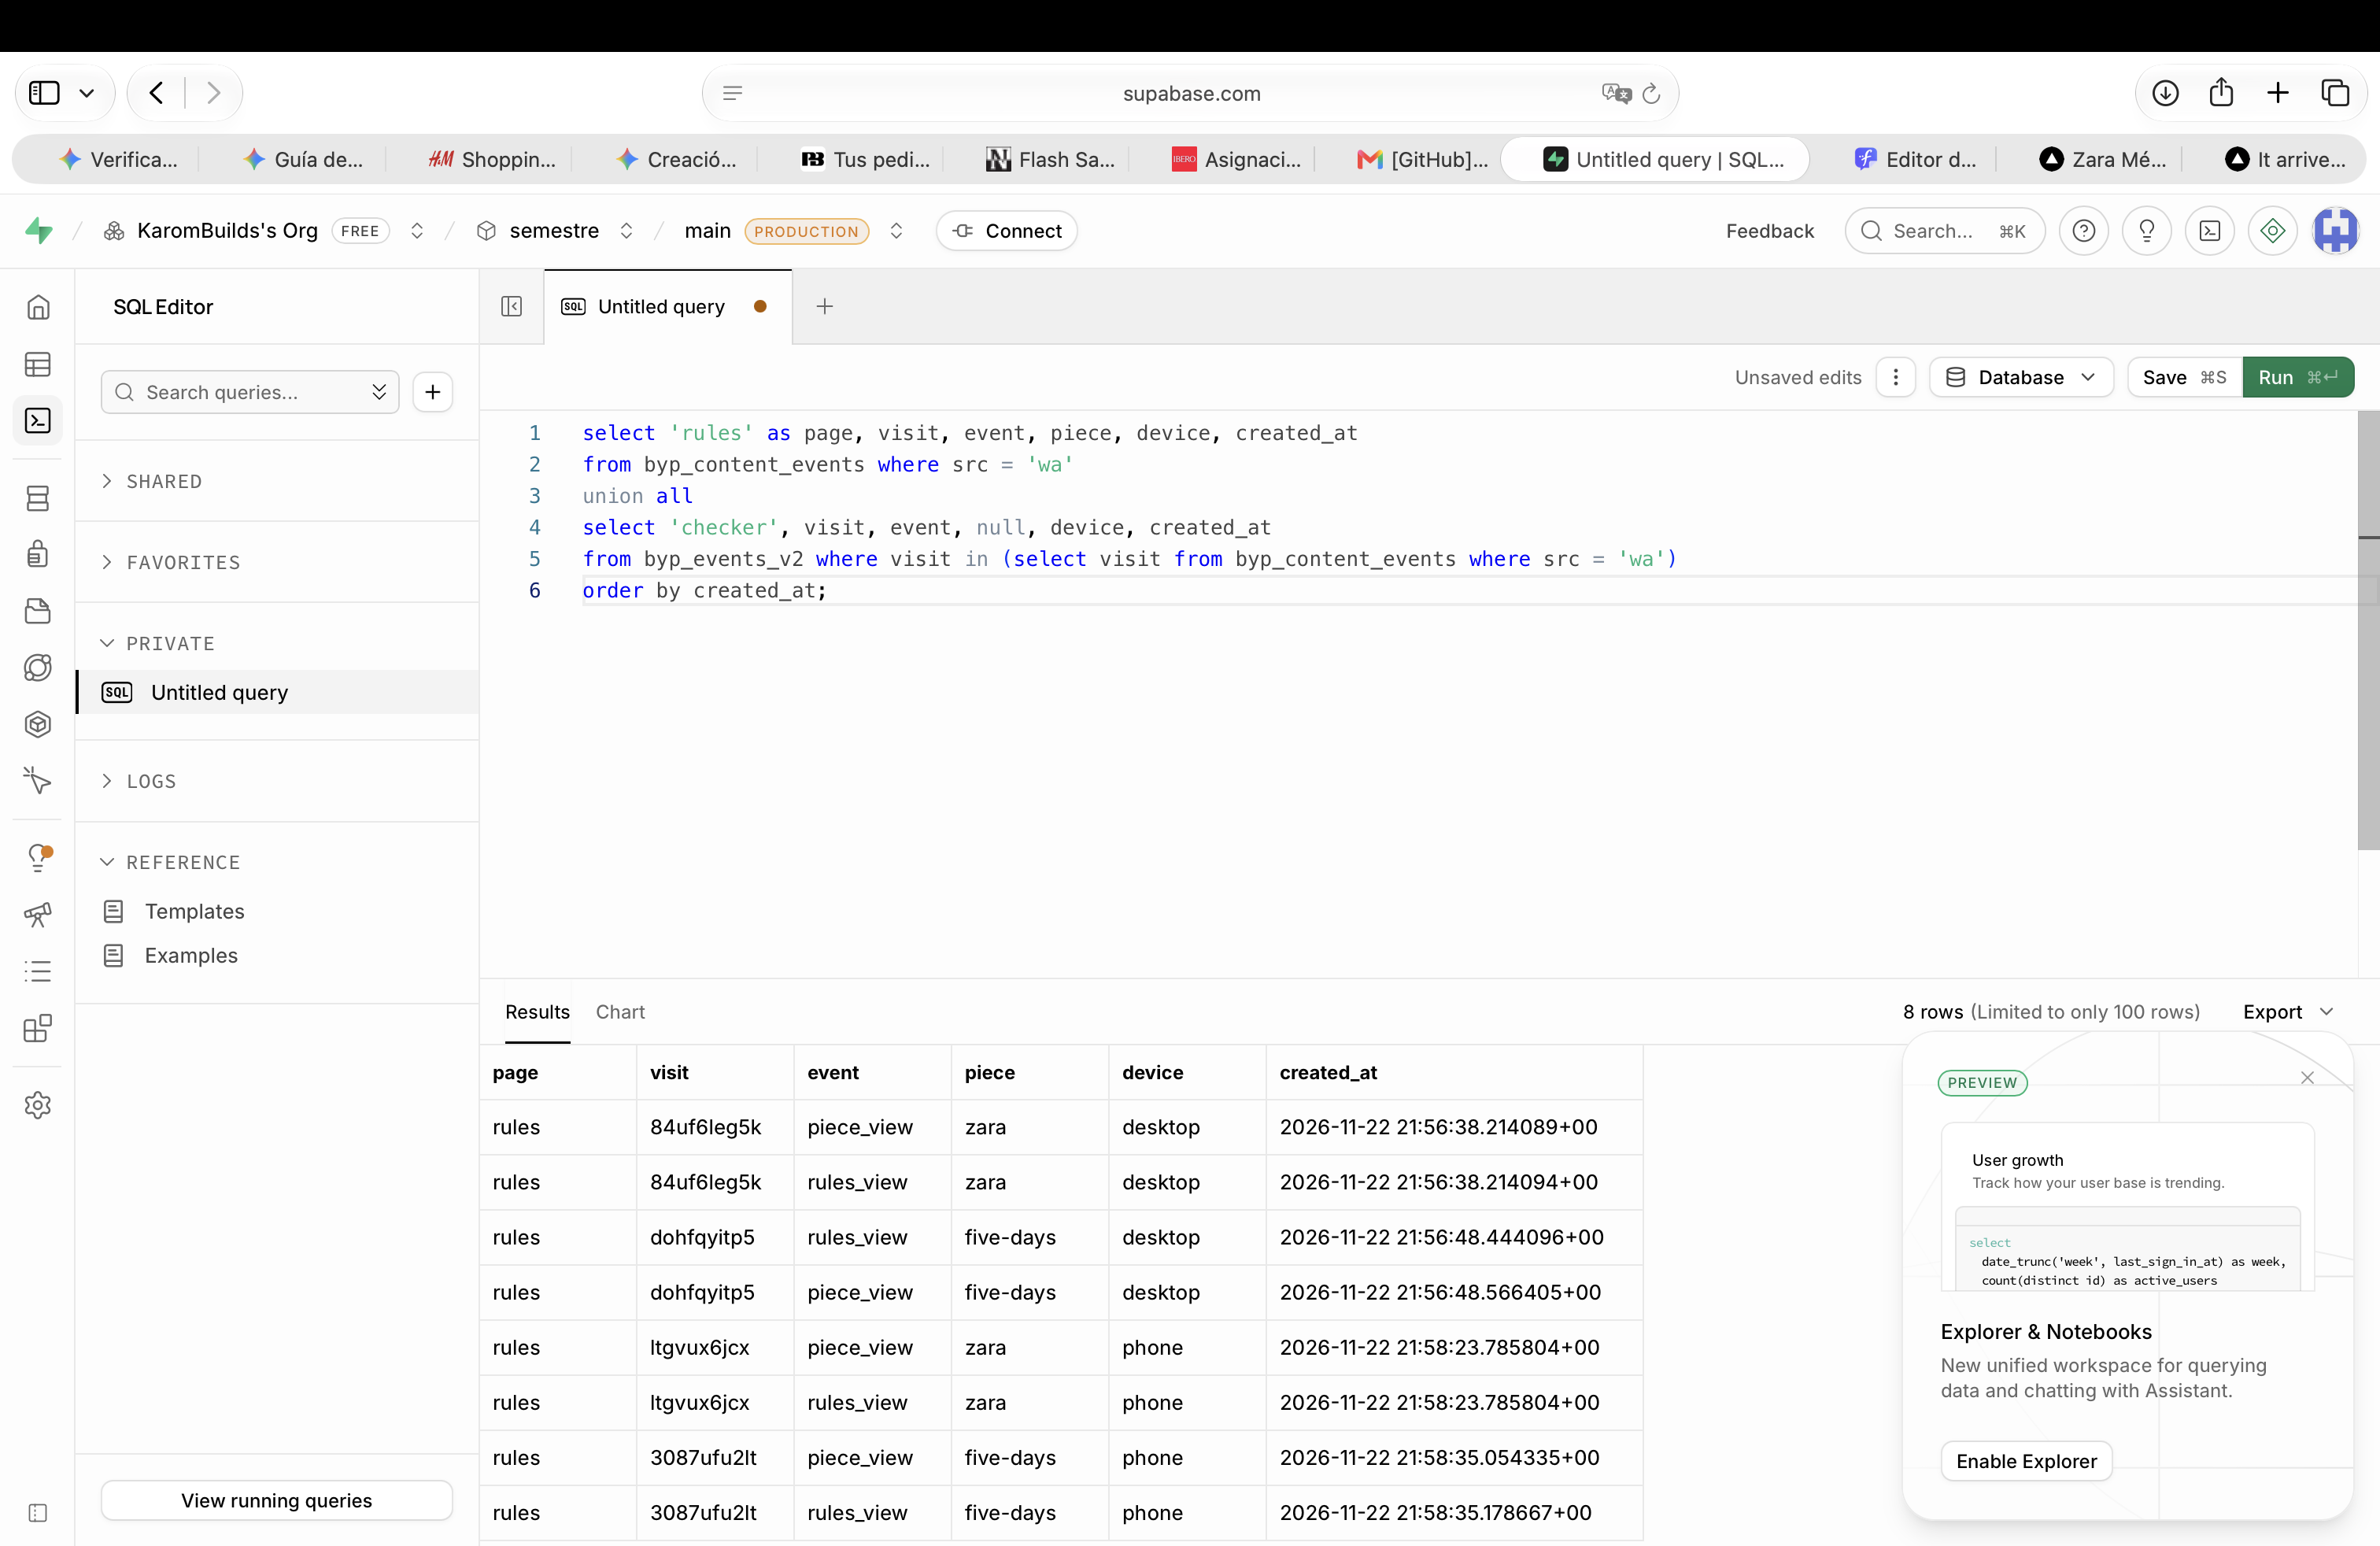 supabase.com
Verifica...
Guía de...
H&M Shoppin...
Creació...
Tus pedi...
Flash Sa...
IBERO Asignaci...
[GitHub]...
Untitled query | SQL...
Editor d...
Zara Mé...
It arrive...
/ KaromBuilds's Org FREE / semestre / main PRODUCTION Connect
Feedback Search... ⌘K
SQL Editor
SQL Untitled query
Search queries...
Unsaved edits Database Save ⌘S Run ⌘↵
SHARED
FAVORITES
PRIVATE
SQL Untitled query
LOGS
REFERENCE
Templates
Examples
View running queries
1 select 'rules' as page, visit, event, piece, device, created_at
2 from byp_content_events where src = 'wa'
3 union all
4 select 'checker', visit, event, null, device, created_at
5 from byp_events_v2 where visit in (select visit from byp_content_events where src = 'wa')
6 order by created_at;
Results Chart 8 rows (Limited to only 100 rows) Export
page visit event piece device created_at
rules 84uf6leg5k piece_view zara desktop 2026-11-22 21:56:38.214089+00
rules 84uf6leg5k rules_view zara desktop 2026-11-22 21:56:38.214094+00
rules dohfqyitp5 rules_view five-days desktop 2026-11-22 21:56:48.444096+00
rules dohfqyitp5 piece_view five-days desktop 2026-11-22 21:56:48.566405+00
rules ltgvux6jcx piece_view zara phone 2026-11-22 21:58:23.785804+00
rules ltgvux6jcx rules_view zara phone 2026-11-22 21:58:23.785804+00
rules 3087ufu2lt piece_view five-days phone 2026-11-22 21:58:35.054335+00
rules 3087ufu2lt rules_view five-days phone 2026-11-22 21:58:35.178667+00
PREVIEW
User growth
Track how your user base is trending.
select
date_trunc('week', last_sign_in_at) as week,
count(distinct id) as active_users
Explorer & Notebooks
New unified workspace for querying
data and chatting with Assistant.
Enable Explorer